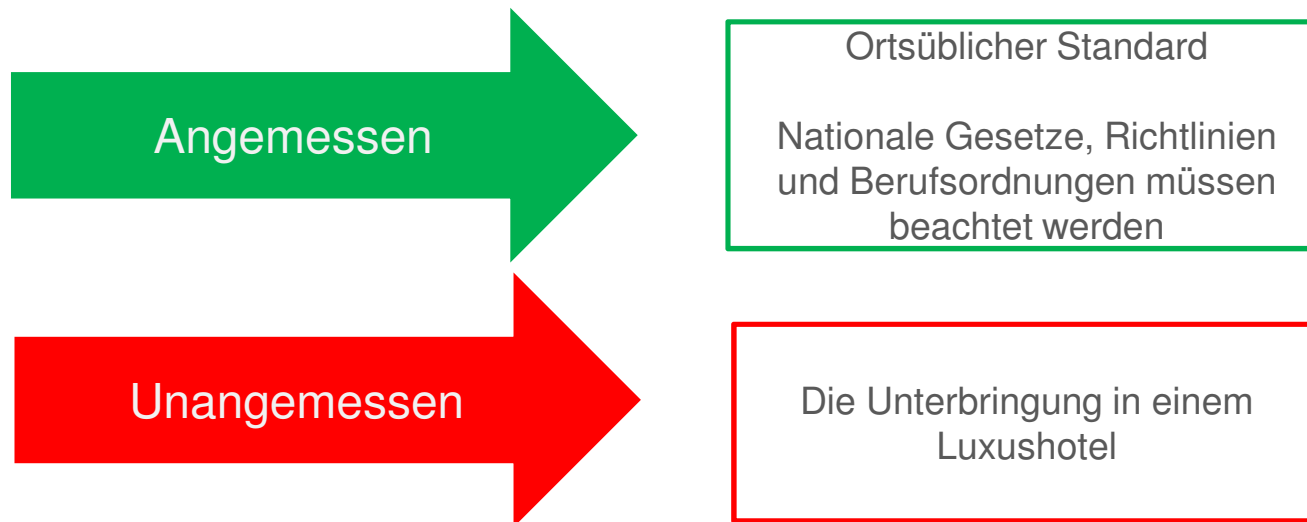 Angemessen
Ortsüblicher Standard
Nationale Gesetze, Richtlinien
und Berufsordnungen müssen
beachtet werden
Unangemessen
Die Unterbringung in einem
Luxushotel